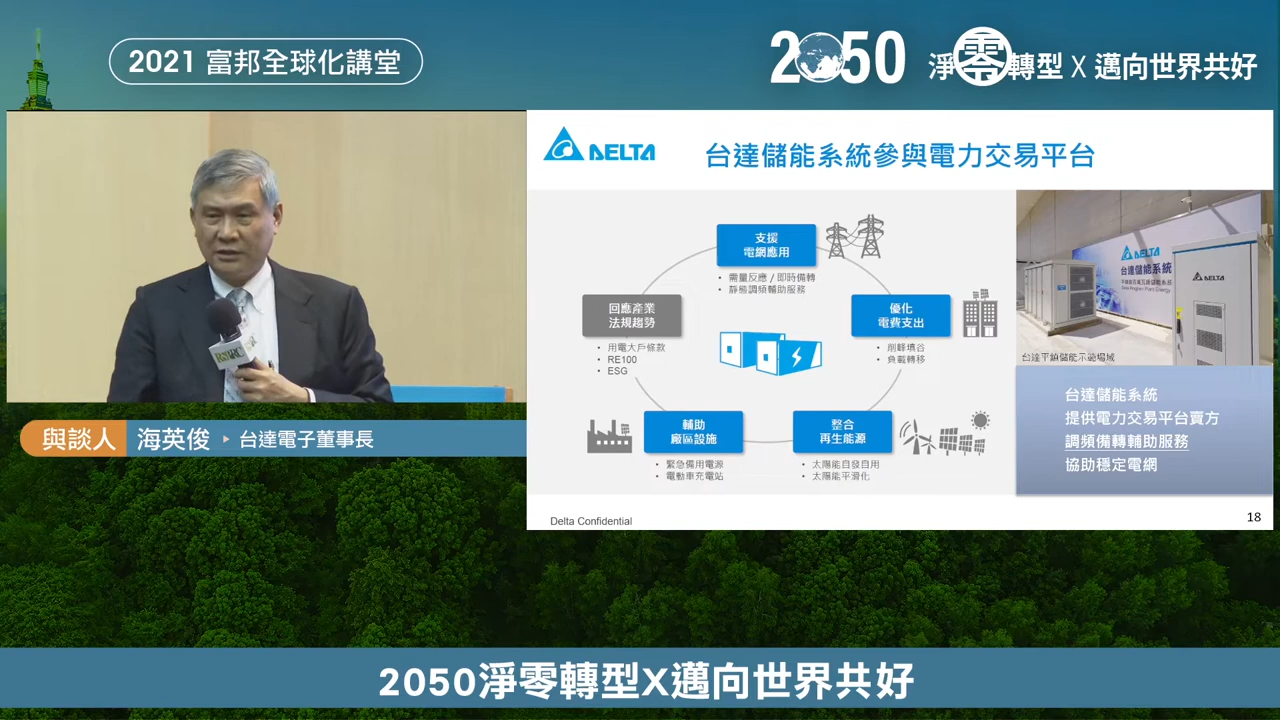 2021 富邦全球化講堂
2050 淨零轉型 X 邁向世界共好
DELTA
台達儲能系統參與電力交易平台
支援
電網應用
• 需量反應 / 即時備轉
• 靜態調頻輔助服務
回應產業
法規趨勢
• 用電大戶條款
• RE100
• ESG
優化
電費支出
• 削峰填谷
• 負載轉移
輔助
廠區設施
• 緊急備用電源
• 電動車充電站
整合
再生能源
• 太陽能自發自用
• 太陽能平滑化
DELTA
台達儲能系統
DELTA
台達平鎮儲能示範場域
台達儲能系統
提供電力交易平台賣方
調頻備轉輔助服務
協助穩定電網
Delta Confidential
18
與談人 海英俊 ▸ 台達電子董事長
2050淨零轉型X邁向世界共好